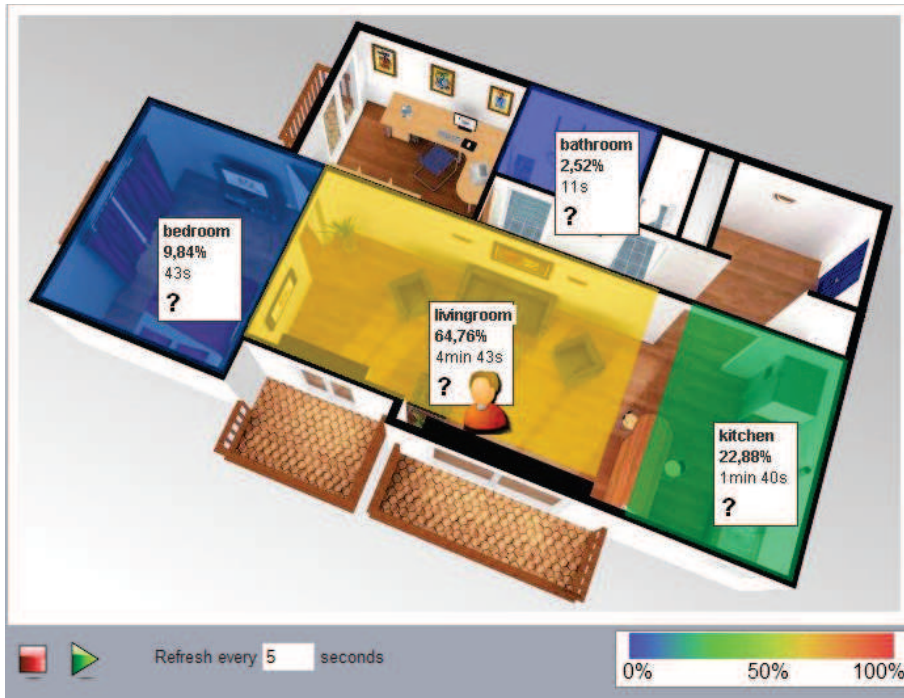 bathroom
2,52%
11s
?
bedroom
9,84%
43s
?
livingroom
64,76%
4min 43s
?
kitchen
22,88%
1min 40s
?
Refresh every 5 seconds
0% 50% 100%